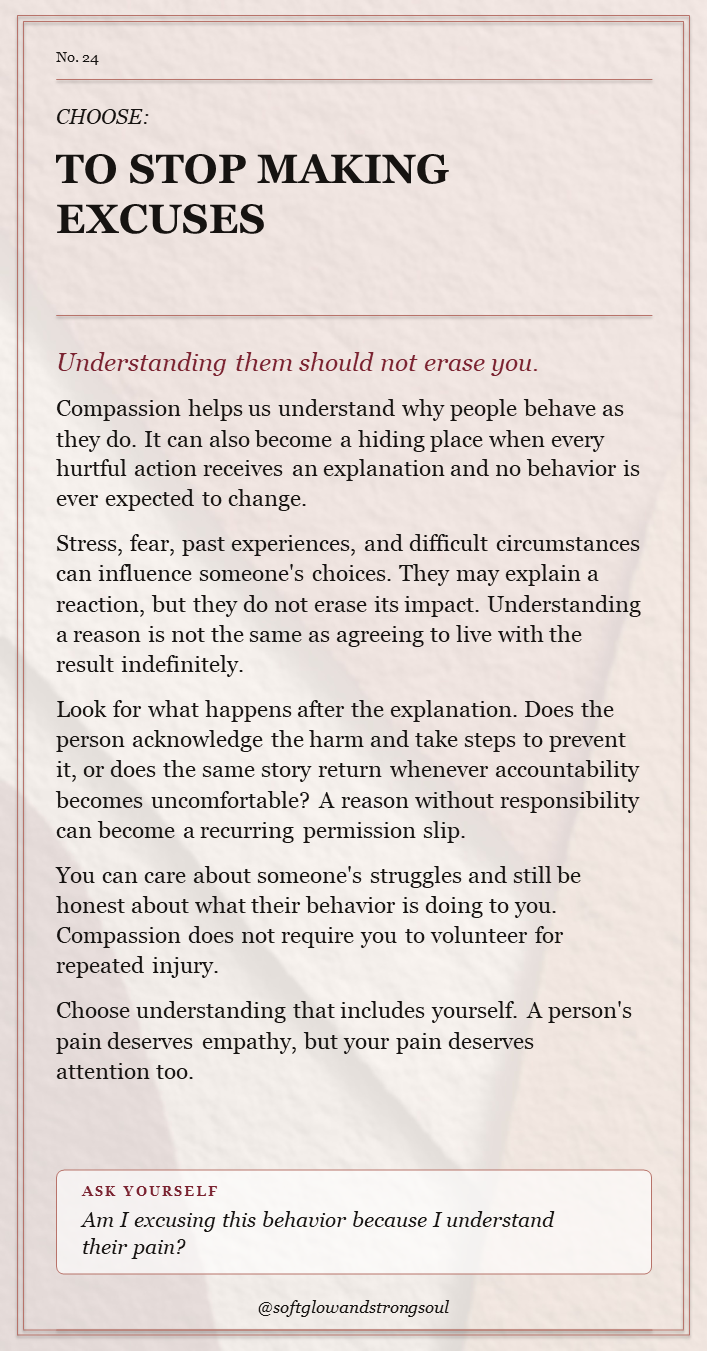 No. 24
CHOOSE:
TO STOP MAKING
EXCUSES
Understanding them should not erase you.
Compassion helps us understand why people behave as
they do. It can also become a hiding place when every
hurtful action receives an explanation and no behavior is
ever expected to change.
Stress, fear, past experiences, and difficult circumstances
can influence someone's choices. They may explain a
reaction, but they do not erase its impact. Understanding
a reason is not the same as agreeing to live with the
result indefinitely.
Look for what happens after the explanation. Does the
person acknowledge the harm and take steps to prevent
it, or does the same story return whenever accountability
becomes uncomfortable? A reason without responsibility
can become a recurring permission slip.
You can care about someone's struggles and still be
honest about what their behavior is doing to you.
Compassion does not require you to volunteer for
repeated injury.
Choose understanding that includes yourself. A person's
pain deserves empathy, but your pain deserves
attention too.
ASK YOURSELF
Am I excusing this behavior because I understand
their pain?
@softglowandstrongsoul